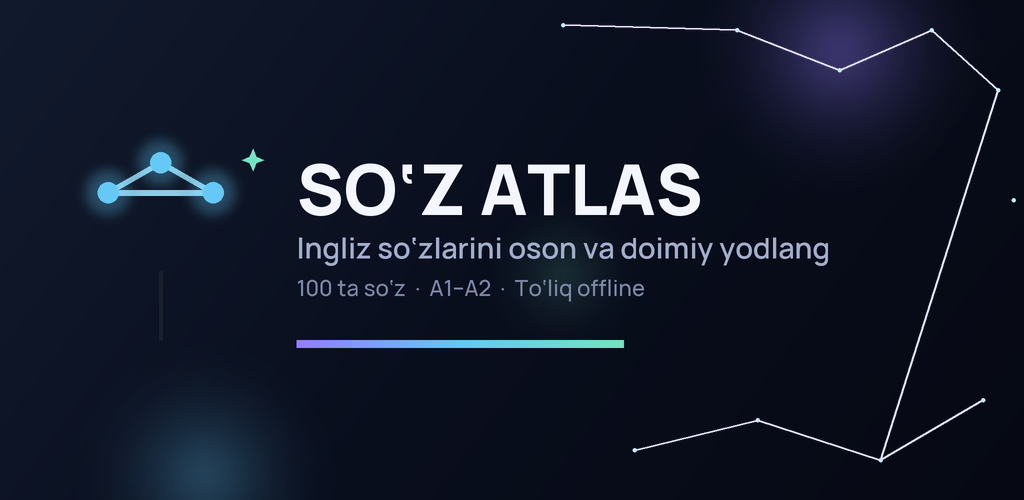 SOʻZ ATLAS
Ingliz soʻzlarini oson va doimiy yodlang
100 ta soʻz · A1–A2 · Toʻliq offline